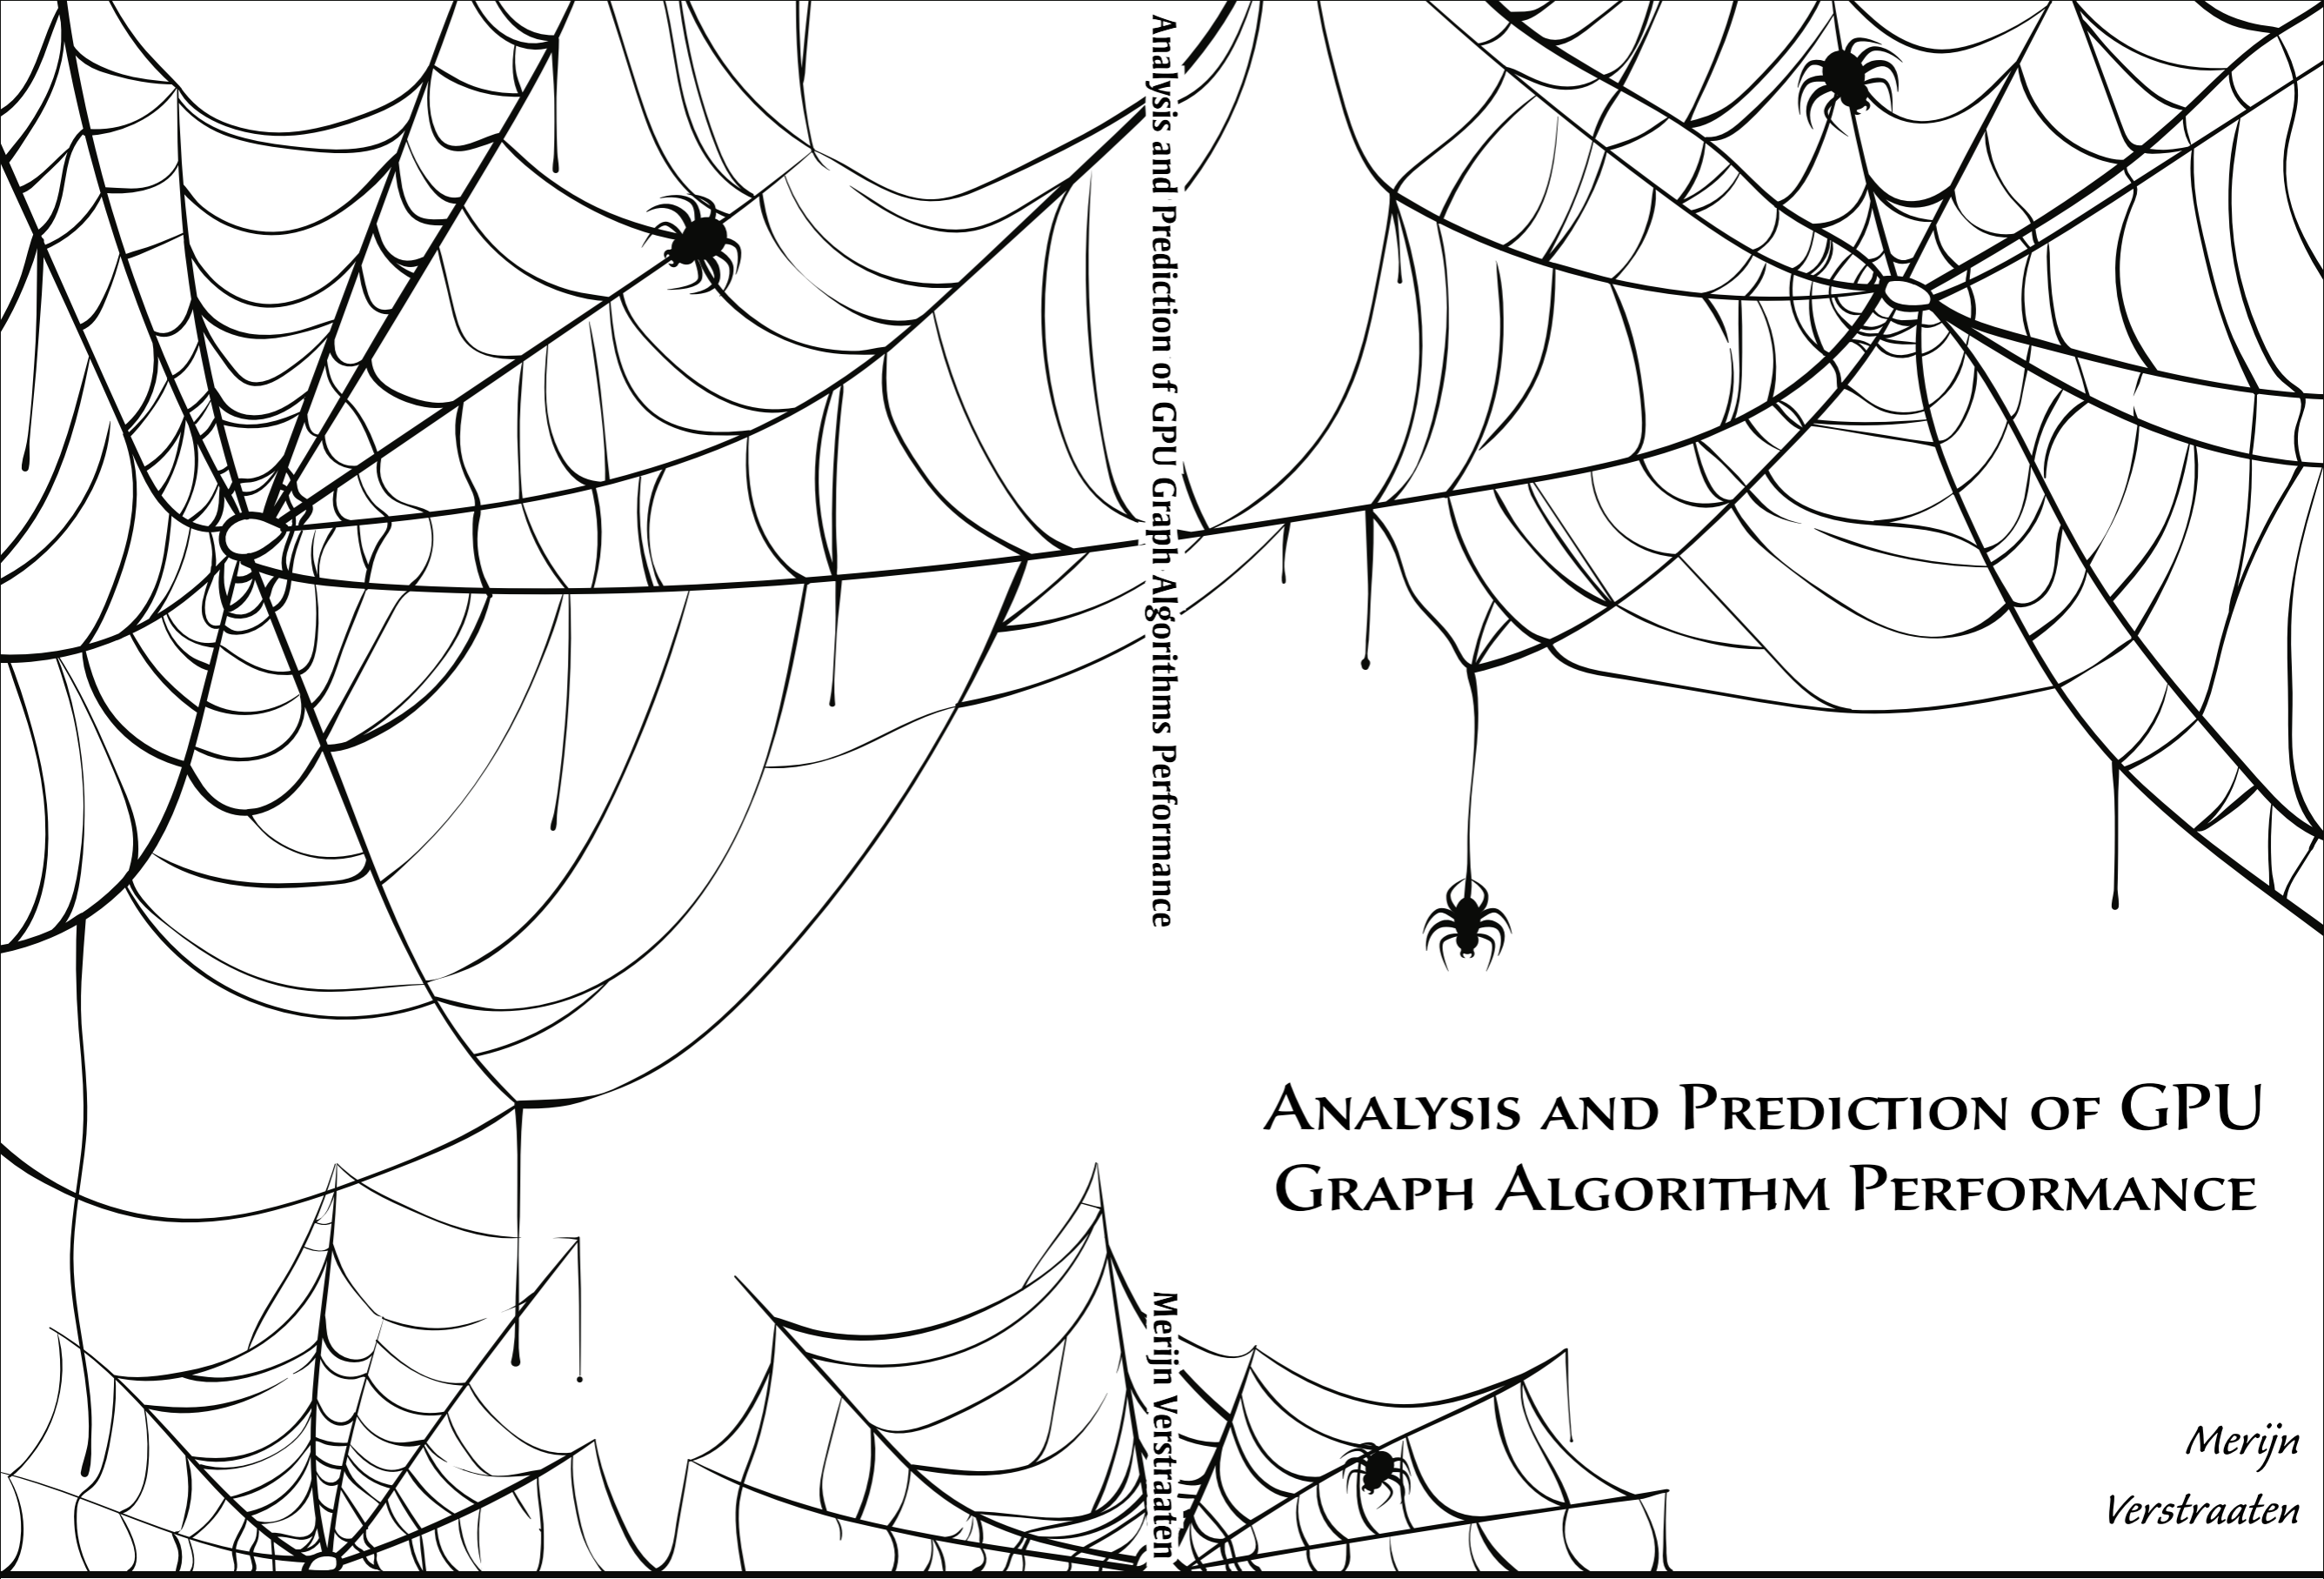 Analysis and Prediction of GPU Graph Algorithms Performance
Merijn Verstraaten
Analysis and Prediction of GPU
Graph Algorithm Performance
Merijn
Verstraaten